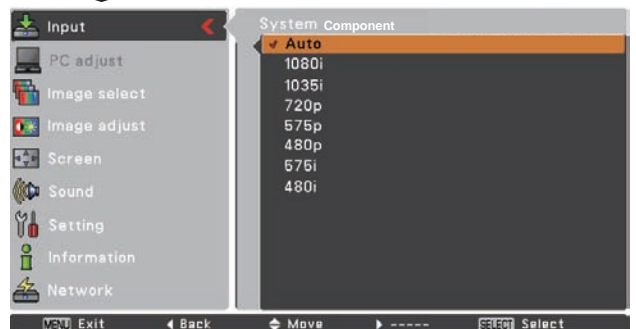 Input
PC adjust
Image select
Image adjust
Screen
Sound
Setting
Information
Network
System Component
Auto
1080i
1035i
720p
575p
480p
575i
480i
MENU Exit Back Move ----- SELECT Select